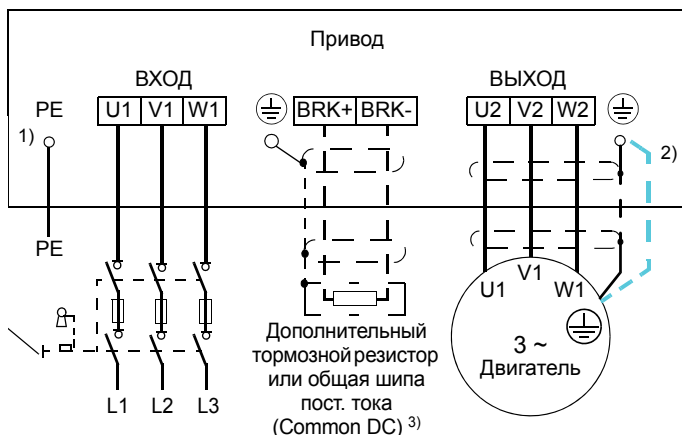 Привод
ВХОД
ВЫХОД
PE
U1 V1 W1
BRK+ BRK-
U2 V2 W2
1)
2)
PE
U1
V1
W1
3 ~
Двигатель
Дополнительный
тормозной резистор
или общая шипа
пост. тока
(Common DC) 3)
L1 L2 L3